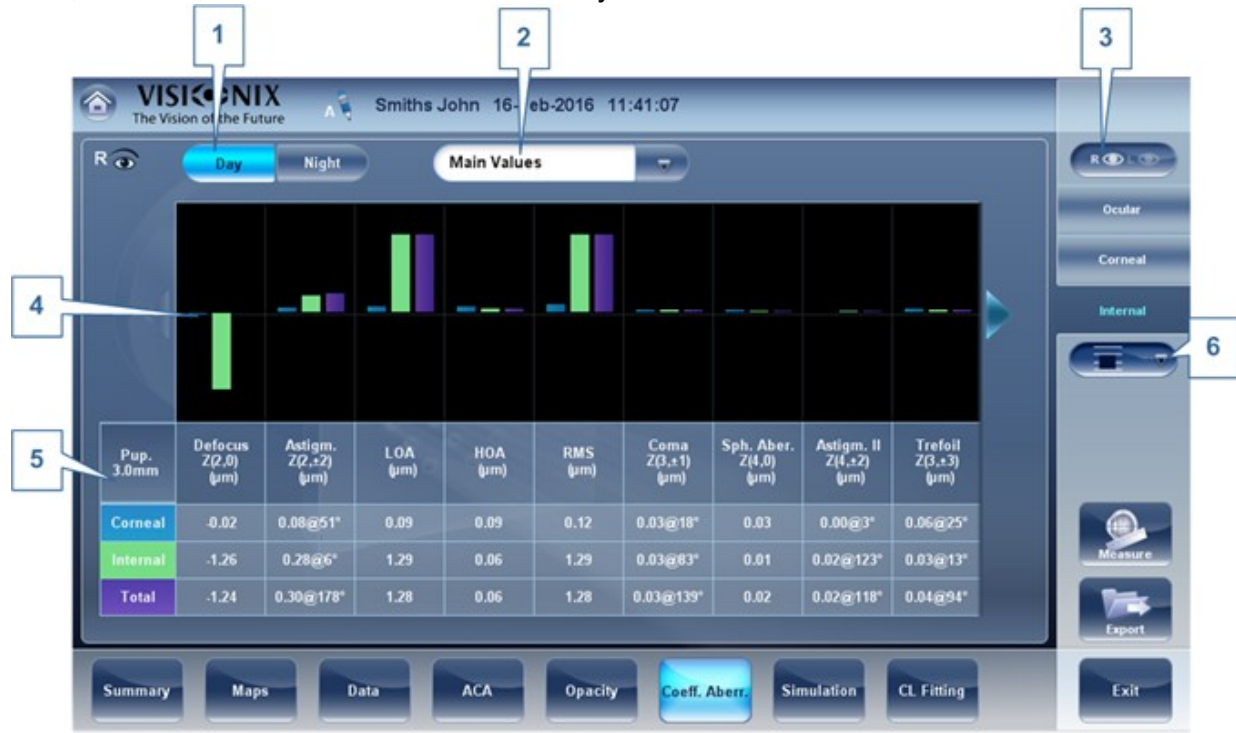 1
2
3
VISIONIX
The Vision of the Future
A
Smiths John 16- eb-2016 11:41:07
R
Day
Night
Main Values
R L
Ocular
Corneal
Internal
4
6
5
Pup.
3.0mm
Defocus
Z(2,0)
(μm)
Astigm.
Z(2,±2)
(μm)
LOA
(μm)
HOA
(μm)
RMS
(μm)
Coma
Z(3,±1)
(μm)
Sph. Aber.
Z(4,0)
(μm)
Astigm. II
Z(4,±2)
(μm)
Trefoil
Z(3,±3)
(μm)
Corneal -0.02 0.08@51° 0.09 0.09 0.12 0.03@18° 0.03 0.00@3° 0.06@25°
Internal -1.26 0.28@6° 1.29 0.06 1.29 0.03@83° 0.01 0.02@123° 0.03@13°
Total -1.24 0.30@178° 1.28 0.06 1.28 0.03@139° 0.02 0.02@118° 0.04@94°
Measure
Export
Summary
Maps
Data
ACA
Opacity
Coeff. Aberr.
Simulation
CL Fitting
Exit